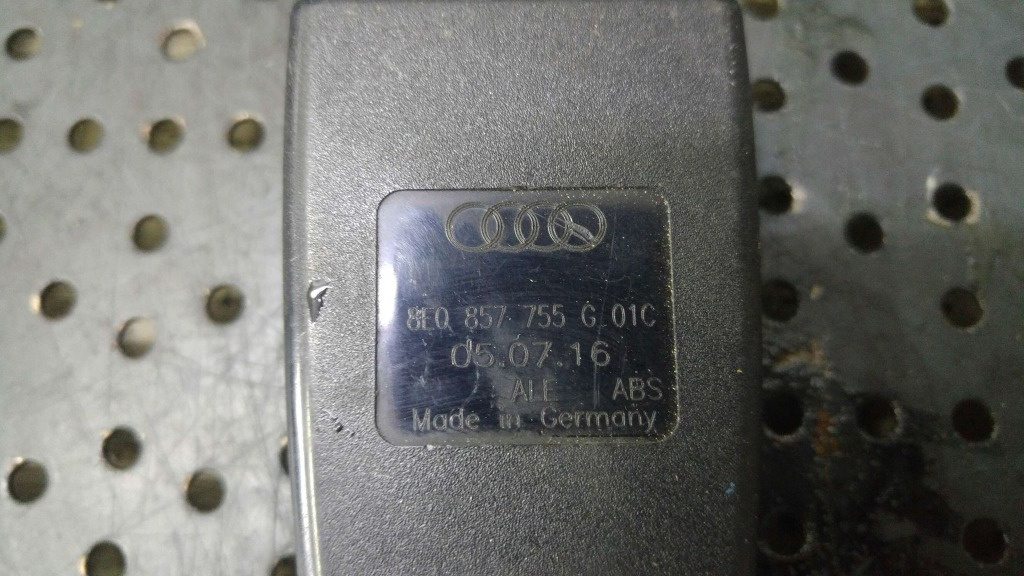 8E0 857 755 G 01C
05.07.16
ALE ABS
Made in Germany